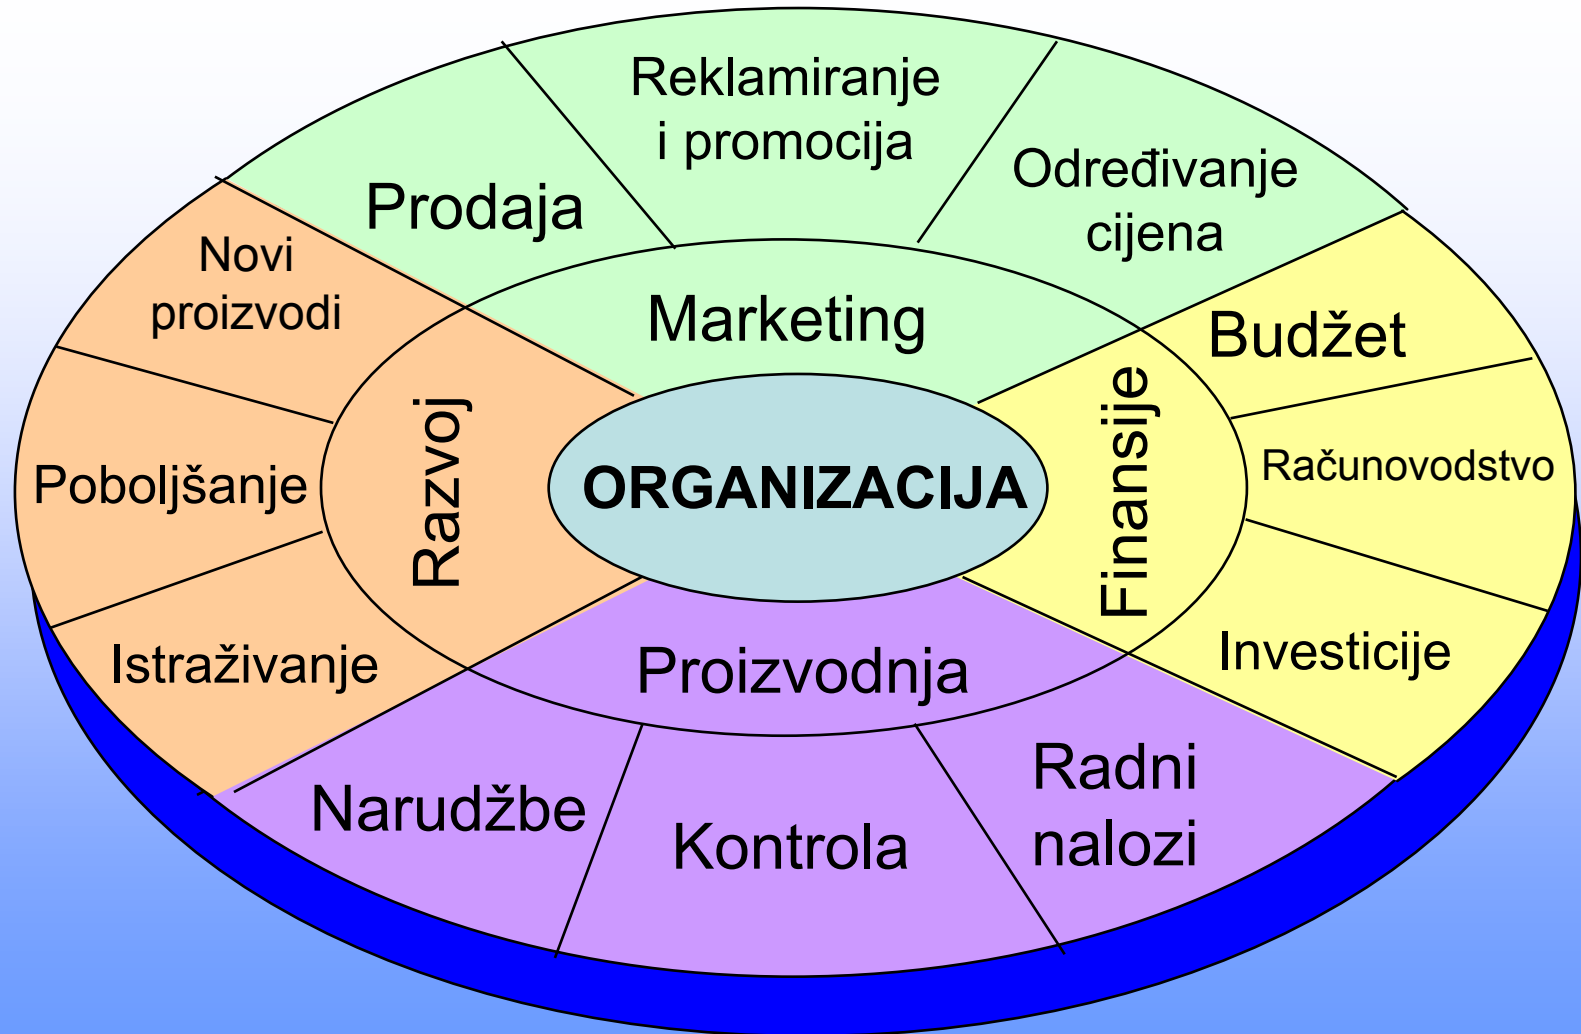 Reklamiranje
i promocija
Prodaja
Određivanje
cijena
Novi
proizvodi
Marketing
Budžet
Razvoj
Finansije
Poboljšanje
ORGANIZACIJA
Računovodstvo
Istraživanje
Proizvodnja
Investicije
Narudžbe
Kontrola
Radni
nalozi